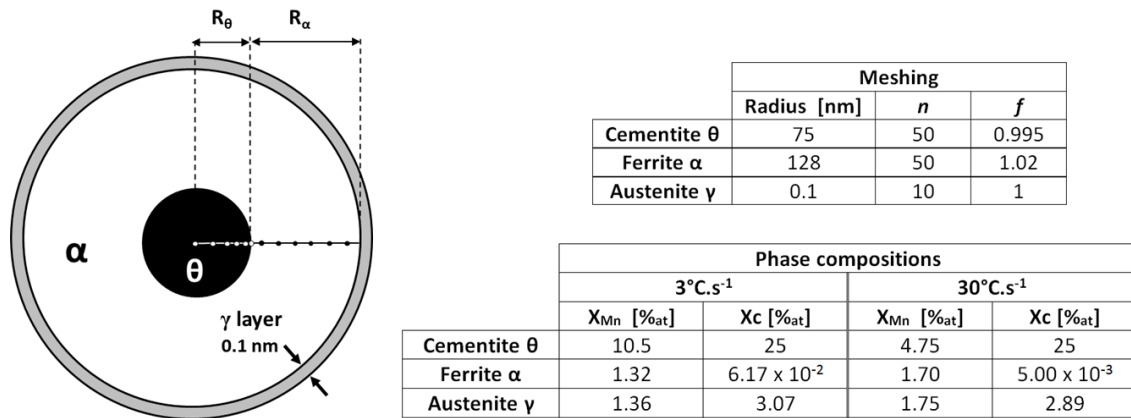 R_θ R_α
α
θ
γ layer
0.1 nm
Meshing
Radius [nm] n f
Cementite θ 75 50 0.995
Ferrite α 128 50 1.02
Austenite γ 0.1 10 1
Phase compositions
3°C.s⁻¹ 30°C.s⁻¹
X_Mn [%at] Xc [%at] X_Mn [%at] Xc [%at]
Cementite θ 10.5 25 4.75 25
Ferrite α 1.32 6.17 x 10⁻² 1.70 5.00 x 10⁻³
Austenite γ 1.36 3.07 1.75 2.89